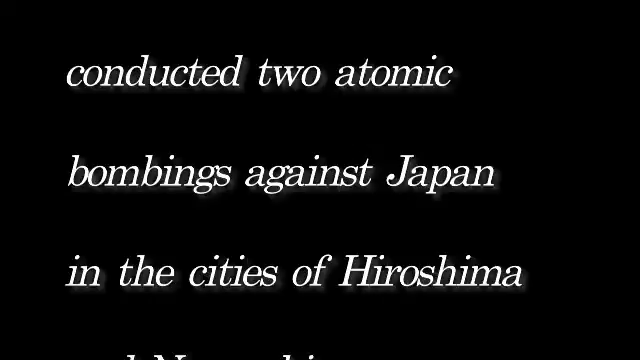 conducted two atomic
bombings against Japan
in the cities of Hiroshima